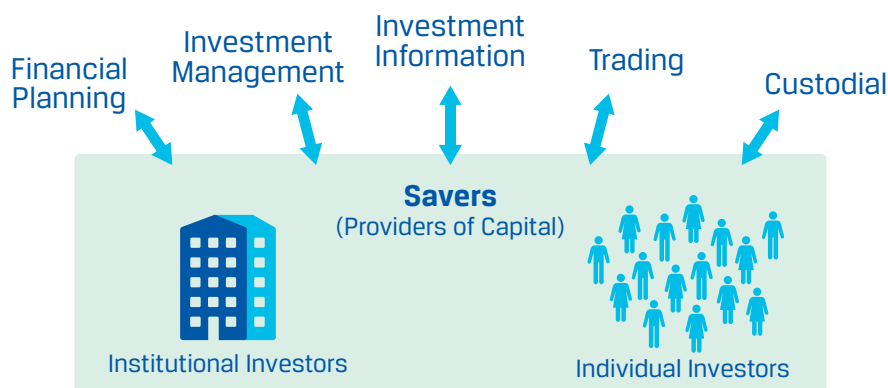 Financial
Planning
Investment
Management
Investment
Information
Trading
Custodial
Savers
(Providers of Capital)
Institutional Investors
Individual Investors